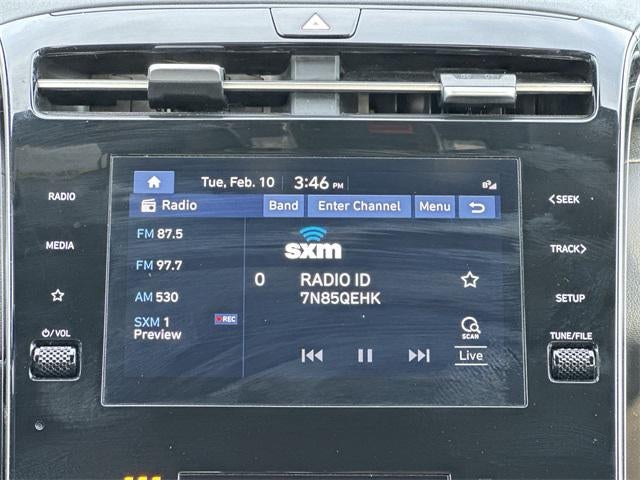 Tue, Feb. 10 3:46 PM
Radio Band Enter Channel Menu
RADIO
MEDIA
/VOL
FM 87.5
FM 97.7
AM 530
SXM 1 REC
Preview
sxm
0 RADIO ID
7N85QEHK
SCAN
Live
<SEEK
TRACK>
SETUP
TUNE/FILE